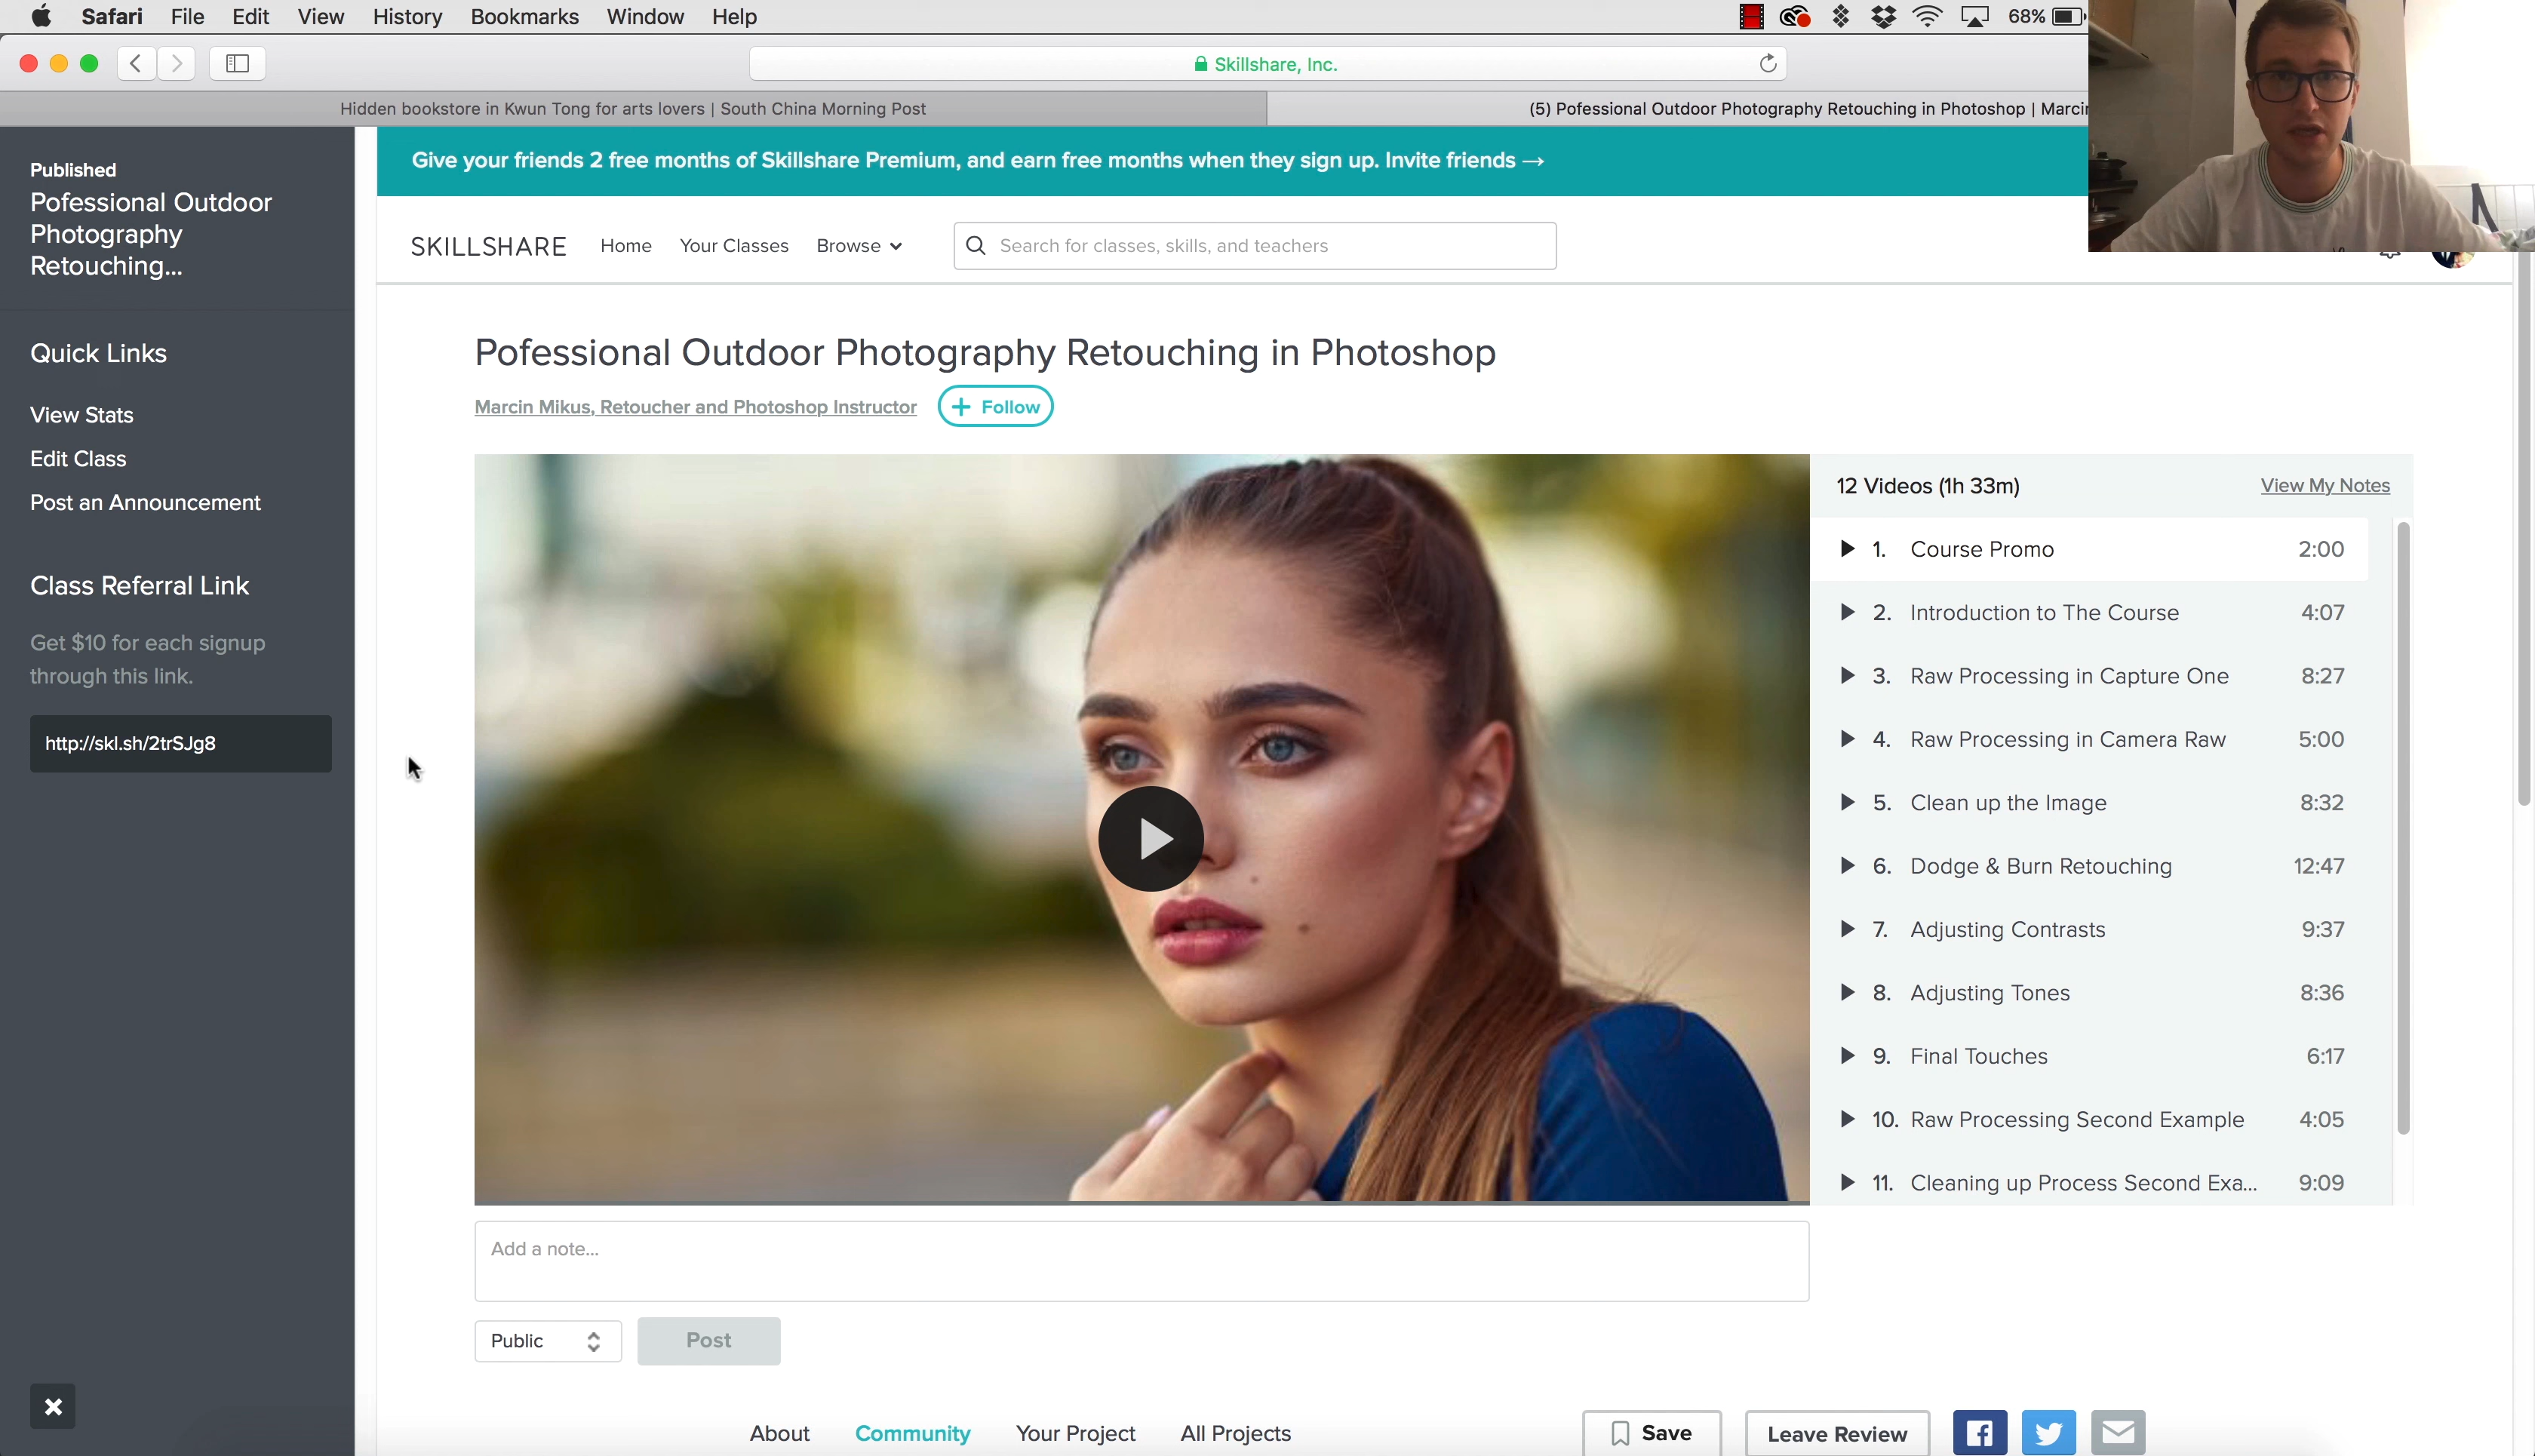 Safari File Edit View History Bookmarks Window Help 68%
Skillshare, Inc.
Hidden bookstore in Kwun Tong for arts lovers | South China Morning Post
(5) Pofessional Outdoor Photography Retouching in Photoshop | Marcin
Published
Pofessional Outdoor
Photography
Retouching...
Quick Links
View Stats
Edit Class
Post an Announcement
Class Referral Link
Get $10 for each signup
through this link.
http://skl.sh/2trSJg8
Give your friends 2 free months of Skillshare Premium, and earn free months when they sign up. Invite friends →
SKILLSHARE Home Your Classes Browse Search for classes, skills, and teachers
Pofessional Outdoor Photography Retouching in Photoshop
Marcin Mikus, Retoucher and Photoshop Instructor + Follow
12 Videos (1h 33m) View My Notes
1. Course Promo 2:00
2. Introduction to The Course 4:07
3. Raw Processing in Capture One 8:27
4. Raw Processing in Camera Raw 5:00
5. Clean up the Image 8:32
6. Dodge & Burn Retouching 12:47
7. Adjusting Contrasts 9:37
8. Adjusting Tones 8:36
9. Final Touches 6:17
10. Raw Processing Second Example 4:05
11. Cleaning up Process Second Exa... 9:09
Add a note...
Public Post
About Community Your Project All Projects Save Leave Review